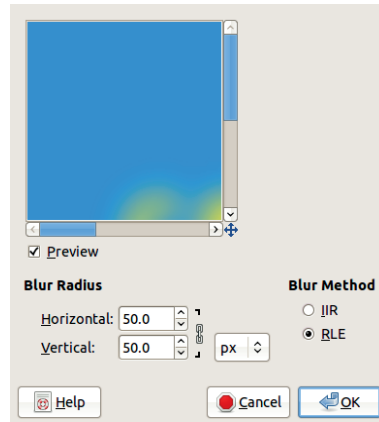 Preview
Blur Radius
Blur Method
Horizontal: 50.0
IIR
RLE
Vertical: 50.0
px
Help
Cancel
OK